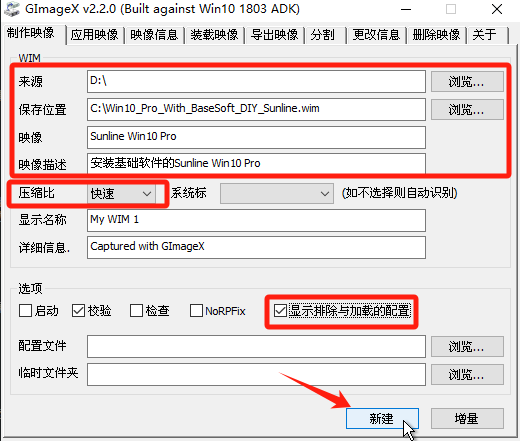 GImageX v2.2.0 (Built against Win10 1803 ADK)
制作映像 应用映像 映像信息 装载映像 导出映像 分割 更改信息 删除映像 关于
WIM
来源 D:\ 浏览...
保存位置 C:\Win10_Pro_With_BaseSoft_DIY_Sunline.wim 浏览...
映像 Sunline Win10 Pro
映像描述 安装基础软件的Sunline Win10 Pro
压缩比 快速 系统标 (如不选择则自动识别)
显示名称 My WIM 1
详细信息. Captured with GImageX
选项
启动 校验 检查 NoRPFix 显示排除与加载的配置
配置文件 浏览...
临时文件夹 浏览...
新建 增量